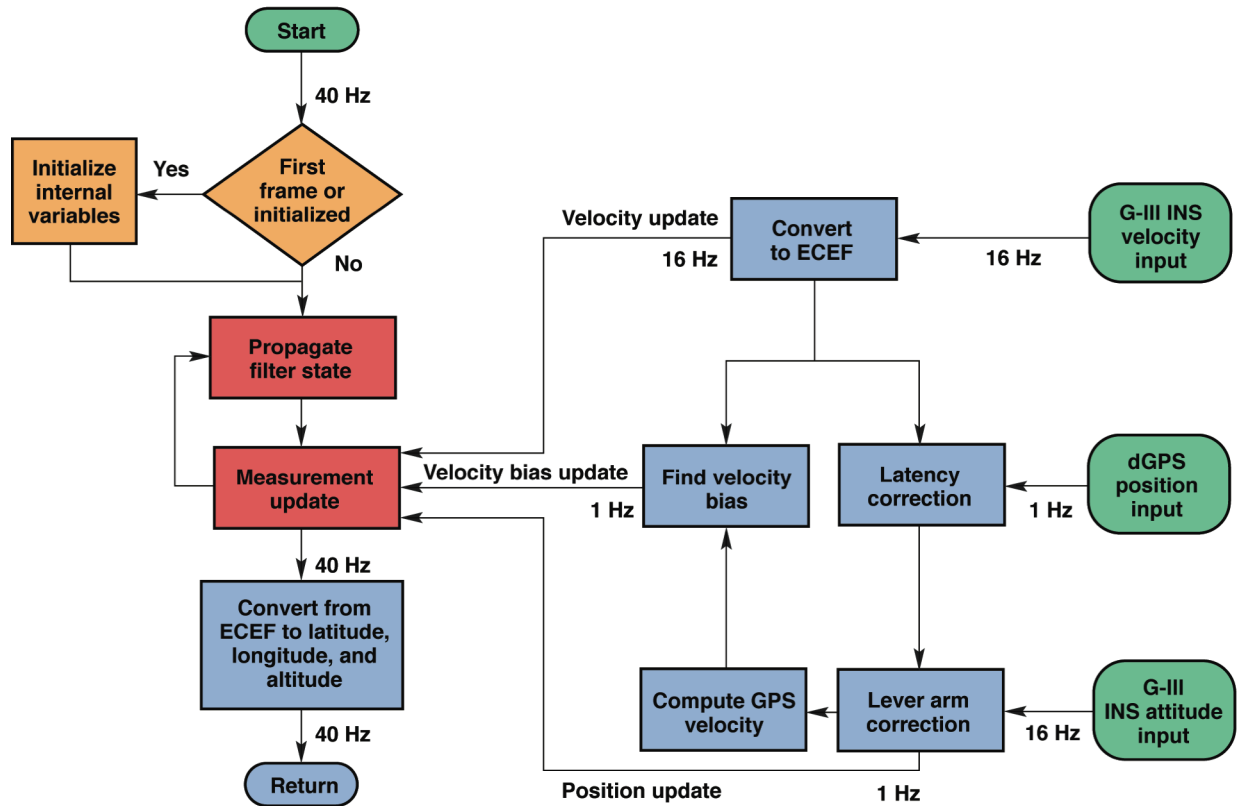 Start
40 Hz
First
frame or
initialized
Yes
Initialize
internal
variables
No
Propagate
filter state
Measurement
update
40 Hz
Convert from
ECEF to latitude,
longitude, and
altitude
40 Hz
Return
Velocity update
16 Hz
Convert
to ECEF
16 Hz
G-III INS
velocity
input
Velocity bias update
1 Hz
Find velocity
bias
Latency
correction
1 Hz
dGPS
position
input
Compute GPS
velocity
Lever arm
correction
16 Hz
G-III
INS attitude
input
Position update
1 Hz